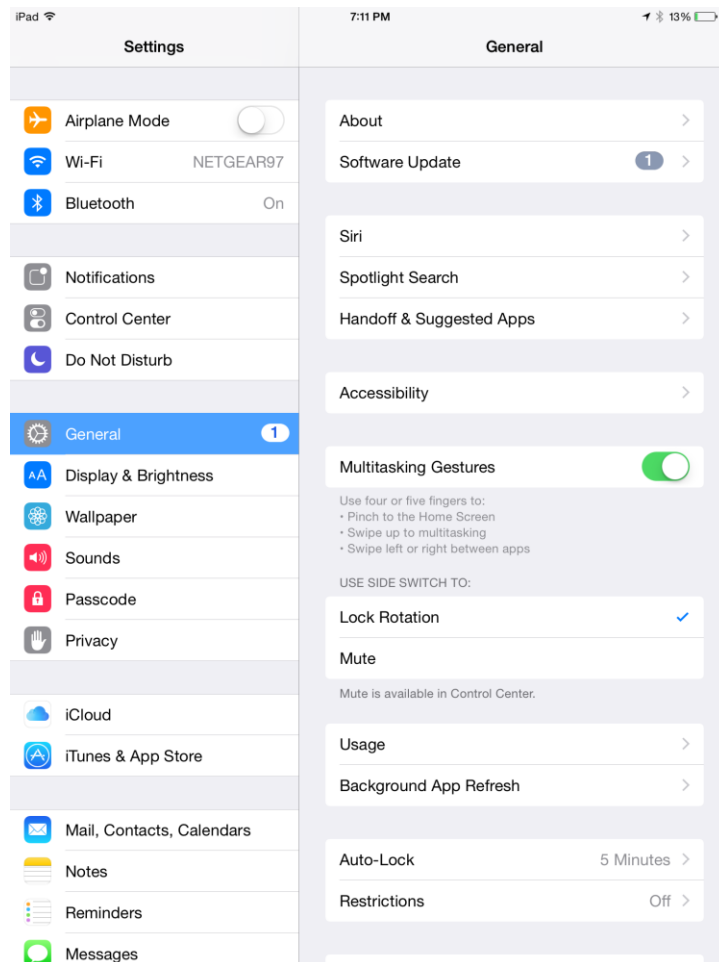 iPad 7:11 PM 13%
Settings
General
Airplane Mode
Wi-Fi NETGEAR97
Bluetooth On
Notifications
Control Center
Do Not Disturb
General 1
AA Display & Brightness
Wallpaper
Sounds
Passcode
Privacy
iCloud
iTunes & App Store
Mail, Contacts, Calendars
Notes
Reminders
Messages
About
Software Update 1
Siri
Spotlight Search
Handoff & Suggested Apps
Accessibility
Multitasking Gestures
Use four or five fingers to:
• Pinch to the Home Screen
• Swipe up to multitasking
• Swipe left or right between apps
USE SIDE SWITCH TO:
Lock Rotation
Mute
Mute is available in Control Center.
Usage
Background App Refresh
Auto-Lock 5 Minutes
Restrictions Off